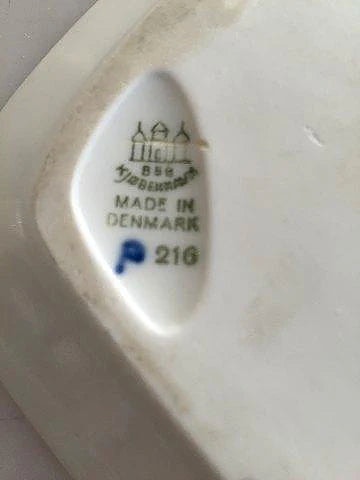 B&G
KJØBENHAVN
MADE IN
DENMARK
P 216